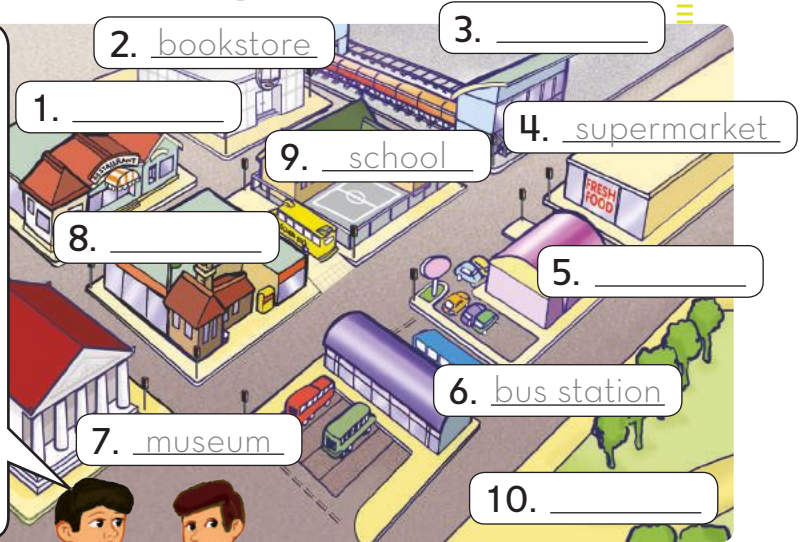 1.
2. bookstore
3.
4. supermarket
5.
6. bus station
7. museum
8.
9. school
10.
RESTAURANT
FRESH
FOOD